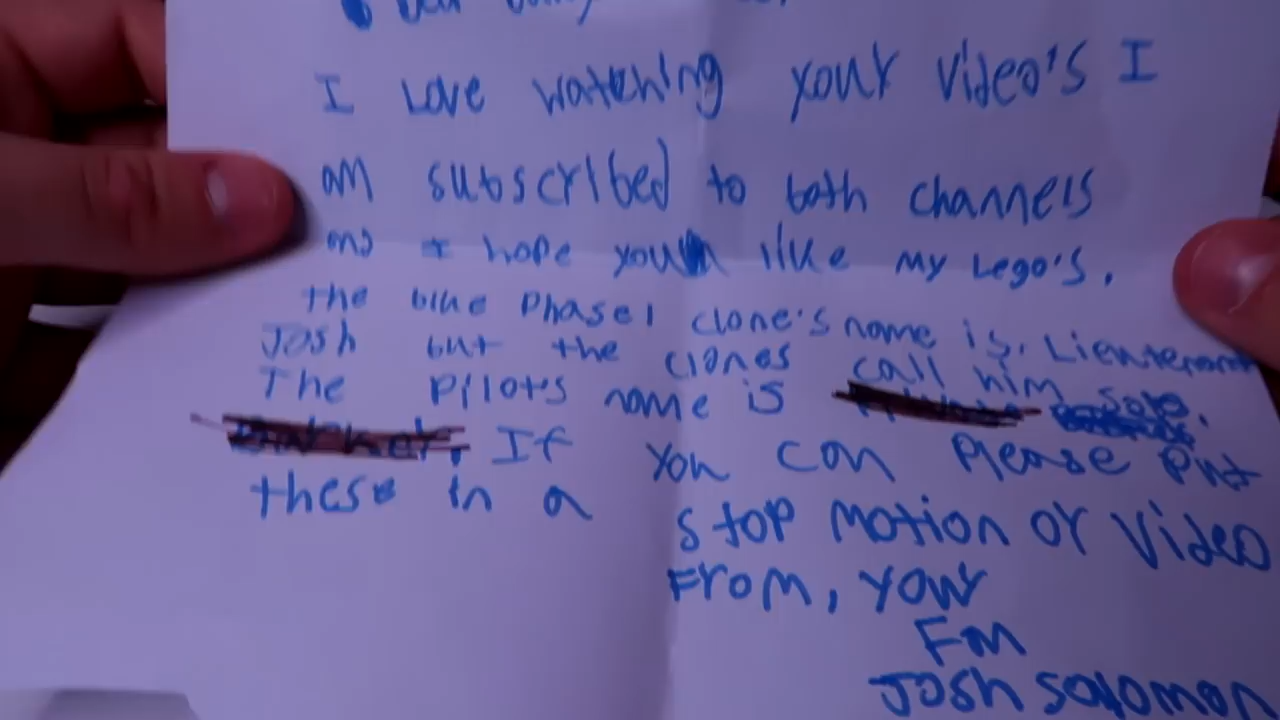 I Love watching your Video's I
am subscribed to both channels
and I hope you like my Lego's.
the blue Phase1 clone's name is. Lieutenant
Josh but the clones call him Solo.
The pilots name is
If you can please put
these in a stop motion or Video
From, your
Fan
Josh Solomon